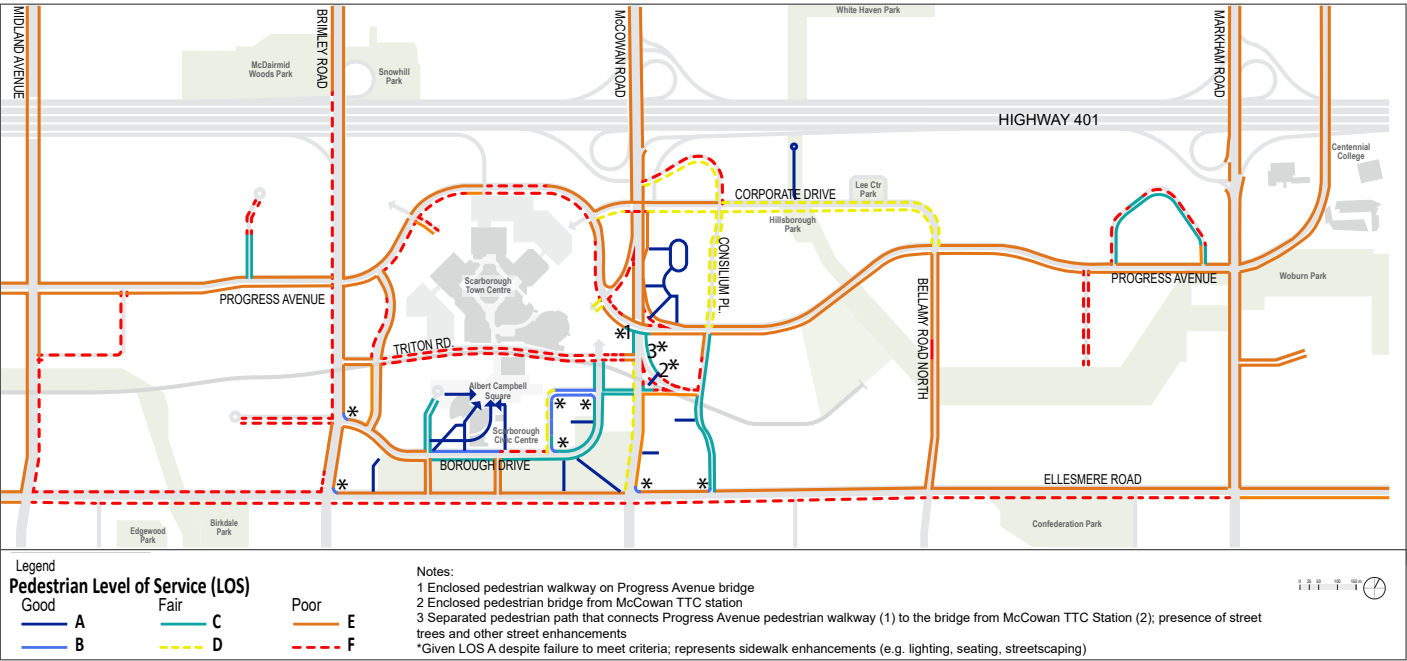 MIDLAND AVENUE
BRIMLEY ROAD
McCOWAN ROAD
White Haven Park
MARKHAM ROAD
McDairmid
Woods Park
Snowhill
Park
HIGHWAY 401
Centennial
College
CORPORATE DRIVE
Lee Ctr
Park
Hillsborough
Park
CONSILIUM PL.
Scarborough
Town Centre
PROGRESS AVENUE
PROGRESS AVENUE
Woburn Park
BELLAMY ROAD NORTH
TRITON RD.
*1
3*
2*
Albert Campbell
Square
* * *
Scarborough
Civic Centre
*
BOROUGH DRIVE
* * *
ELLESMERE ROAD
Edgewood
Park
Birkdale
Park
Confederation Park
Legend
Pedestrian Level of Service (LOS)
Good Fair Poor
A C E
B D F
Notes:
1 Enclosed pedestrian walkway on Progress Avenue bridge
2 Enclosed pedestrian bridge from McCowan TTC station
3 Separated pedestrian path that connects Progress Avenue pedestrian walkway (1) to the bridge from McCowan TTC Station (2); presence of street
trees and other street enhancements
*Given LOS A despite failure to meet criteria; represents sidewalk enhancements (e.g. lighting, seating, streetscaping)